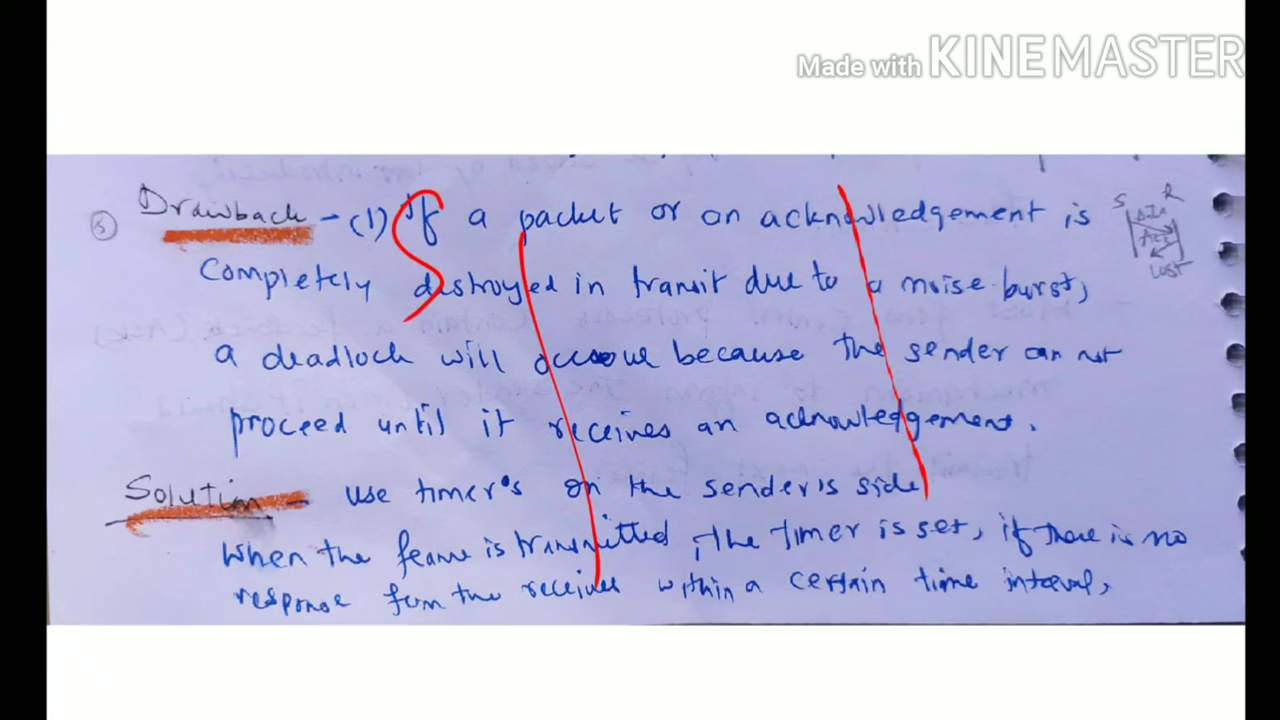 Made with KINEMASTER
5 Drawback - (1) If a packet or an acknowledgement is
completely destroyed in transit due to a noise burst,
a deadlock will occur because the sender can not
proceed until it receives an acknowledgement.
Solution - use timer's on the sender's side
when the frame is transmitted, the timer is set, if there is no
response from the receiver within a certain time interval,
S R
Lost